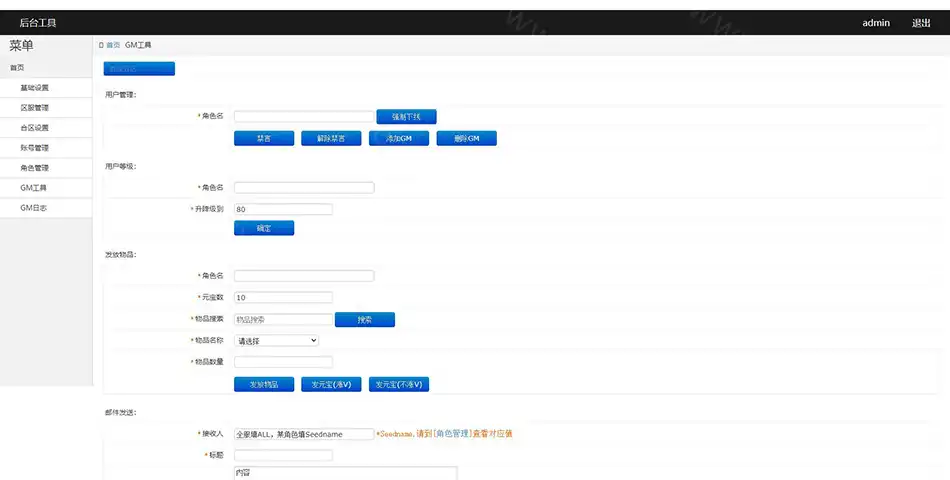 后台工具 admin 退出
菜单
首页 GM工具
首页
基础设置
区服管理
合区设置
账号管理
角色管理
GM工具
GM日志
用户管理:
*角色名 强制下线
禁言 解除禁言 添加GM 删除GM
用户等级:
*角色名
*升降级到 80
确定
发放物品:
*角色名
*元宝数 10
*物品搜索 物品搜索 搜索
*物品名称 请选择
*物品数量
发放物品 发元宝(涨V) 发元宝(不涨V)
邮件发送:
*接收人 全服填ALL，某角色填Seedname *Seedname,请到[角色管理]查看对应值
*标题
内容